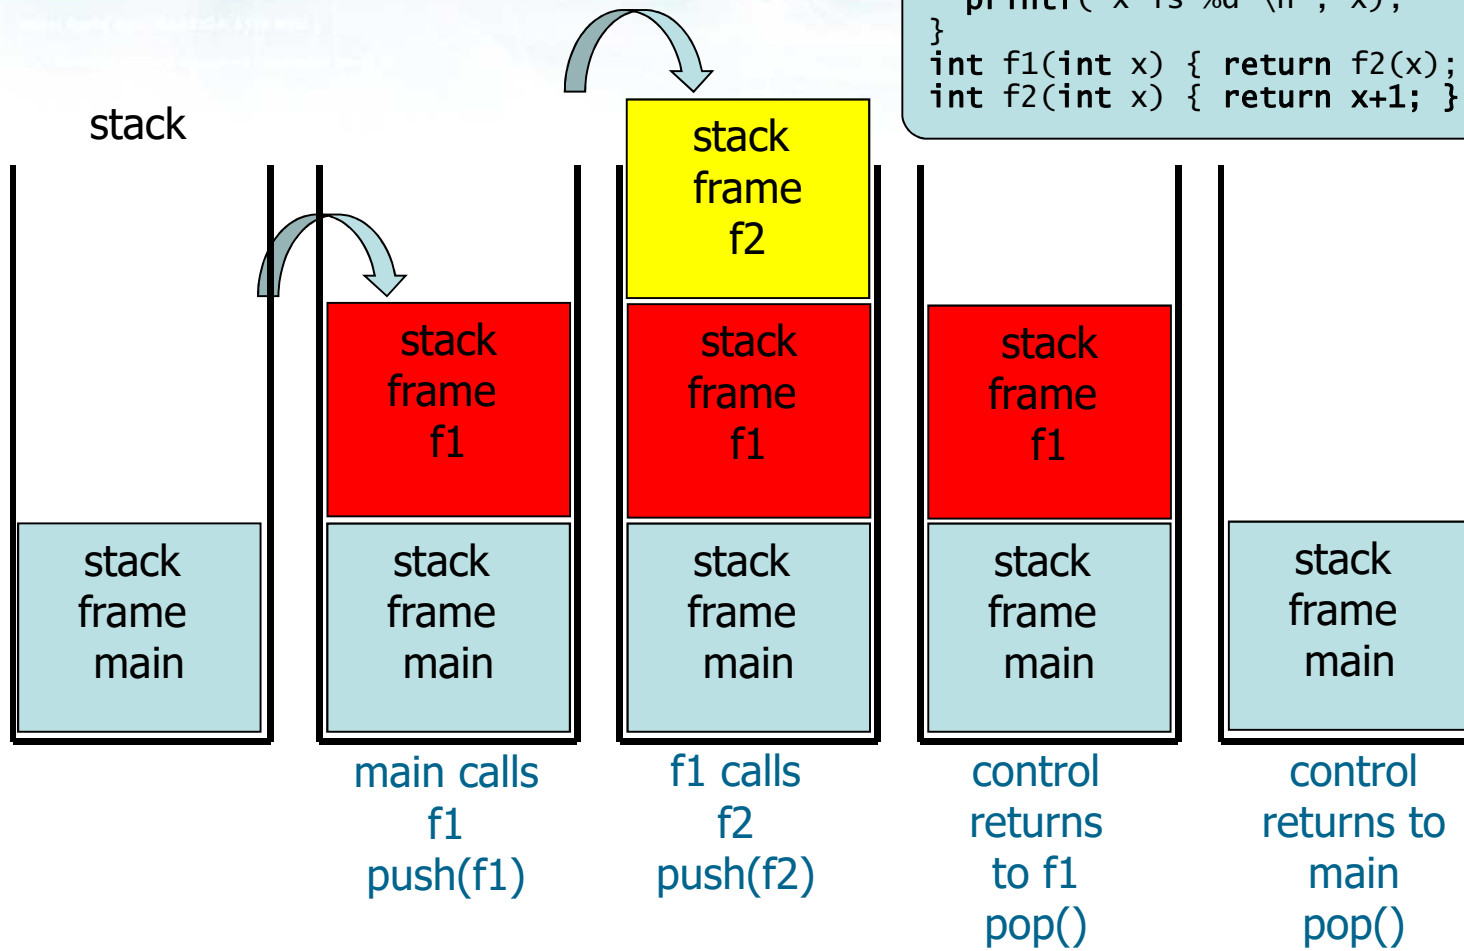 printf("x is %d \n", x);
}
int f1(int x) { return f2(x);
int f2(int x) { return x+1; }
stack
stack
frame
f2
stack
frame
f1
stack
frame
f1
stack
frame
f1
stack
frame
main
stack
frame
main
stack
frame
main
stack
frame
main
stack
frame
main
main calls
f1
push(f1)
f1 calls
f2
push(f2)
control
returns
to f1
pop()
control
returns to
main
pop()